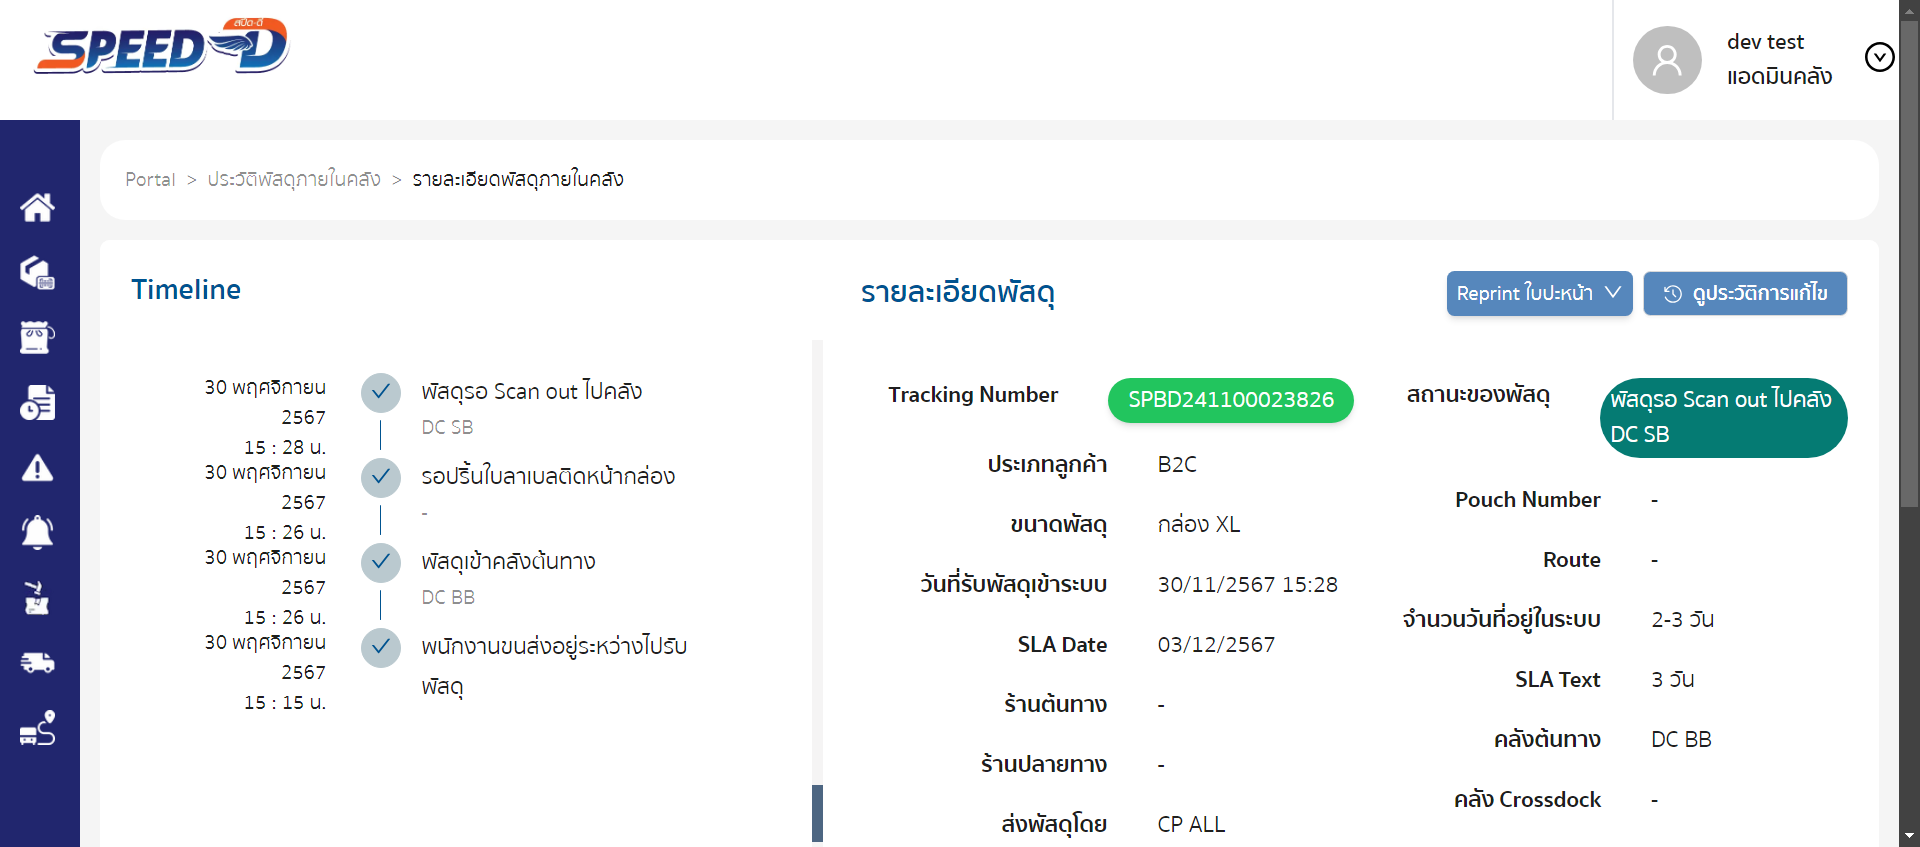 สปีด-ดี
SPEED-D
dev test
แอดมินคลัง
Portal > ประวัติพัสดุภายในคลัง > รายละเอียดพัสดุภายในคลัง
Timeline
30 พฤศจิกายน
2567
15 : 28 น.
พัสดุรอ Scan out ไปคลัง
DC SB
30 พฤศจิกายน
2567
15 : 26 น.
รอปริ้นใบลาเบลติดหน้ากล่อง
-
30 พฤศจิกายน
2567
15 : 26 น.
พัสดุเข้าคลังต้นทาง
DC BB
30 พฤศจิกายน
2567
15 : 15 น.
พนักงานขนส่งอยู่ระหว่างไปรับ
พัสดุ
รายละเอียดพัสดุ
Reprint ใบปะหน้า
ดูประวัติการแก้ไข
Tracking Number SPBD241100023826
ประเภทลูกค้า B2C
ขนาดพัสดุ กล่อง XL
วันที่รับพัสดุเข้าระบบ 30/11/2567 15:28
SLA Date 03/12/2567
ร้านต้นทาง -
ร้านปลายทาง -
ส่งพัสดุโดย CP ALL
สถานะของพัสดุ พัสดุรอ Scan out ไปคลัง
DC SB
Pouch Number -
Route -
จำนวนวันที่อยู่ในระบบ 2-3 วัน
SLA Text 3 วัน
คลังต้นทาง DC BB
คลัง Crossdock -